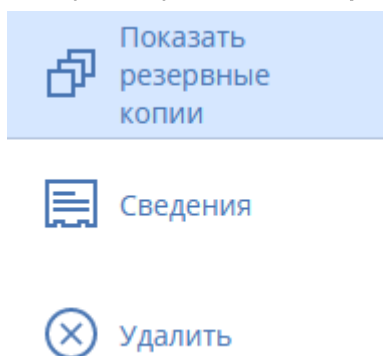 Показать
резервные
копии
Сведения
Удалить